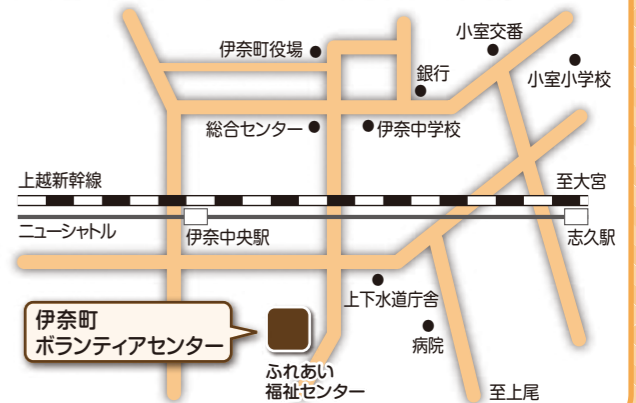 小室交番
伊奈町役場
小室小学校
銀行
総合センター
伊奈中学校
上越新幹線
至大宮
ニューシャトル
伊奈中央駅
志久駅
上下水道庁舎
伊奈町
ボランティアセンター
病院
ふれあい
福祉センター
至上尾